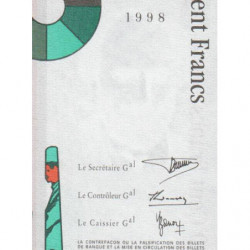 1998
ent Francs
Le Secrétaire Gal
Le Contrôleur Gal
Le Caissier Gal
LA CONTREFAÇON OU LA FALSIFICATION DES BILLETS
DE BANQUE ET LA MISE EN CIRCULATION DES BILLETS